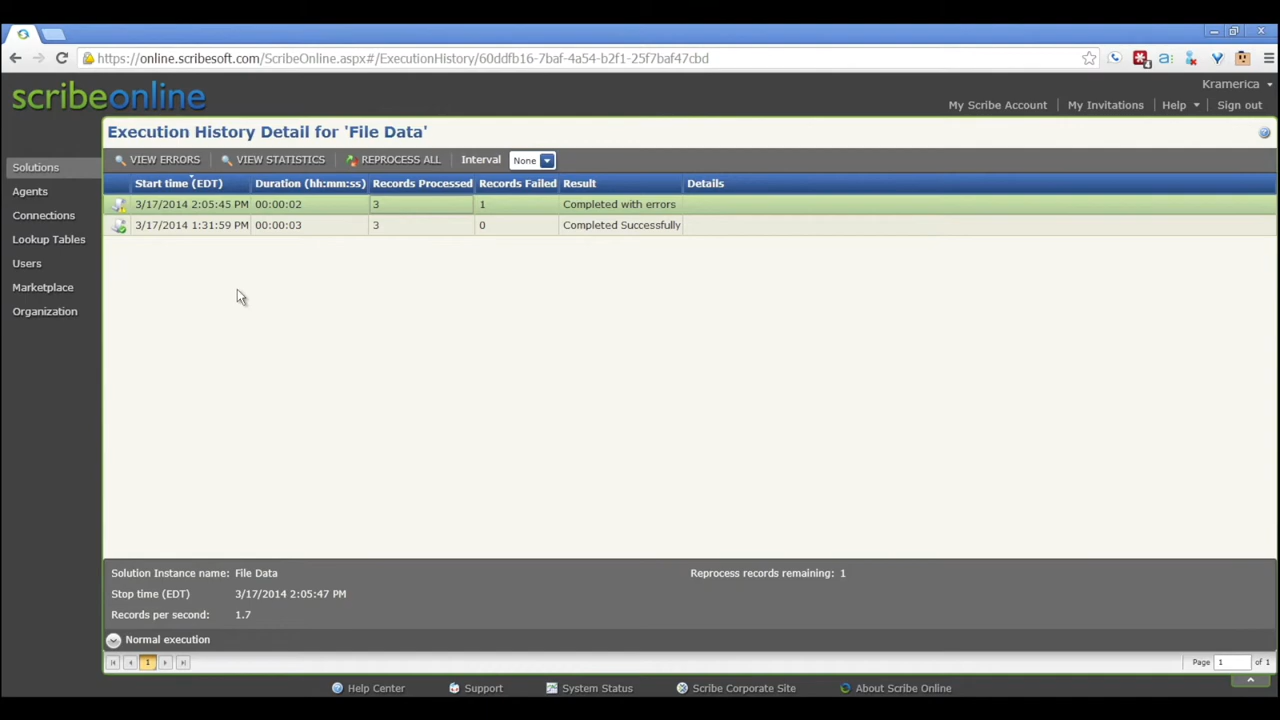 https://online.scribesoft.com/ScribeOnline.aspx#/ExecutionHistory/60ddfb16-7baf-4a54-b2f1-25f7baf47cbd
Kramerica
scribeonline
My Scribe Account My Invitations Help Sign out
Execution History Detail for 'File Data'
VIEW ERRORS VIEW STATISTICS REPROCESS ALL Interval None
Solutions
Agents
Connections
Lookup Tables
Users
Marketplace
Organization
Start time (EDT) Duration (hh:mm:ss) Records Processed Records Failed Result Details
3/17/2014 2:05:45 PM 00:00:02 3 1 Completed with errors
3/17/2014 1:31:59 PM 00:00:03 3 0 Completed Successfully
Solution Instance name: File Data Reprocess records remaining: 1
Stop time (EDT) 3/17/2014 2:05:47 PM
Records per second: 1.7
Normal execution
1 Page 1 of 1
Help Center Support System Status Scribe Corporate Site About Scribe Online